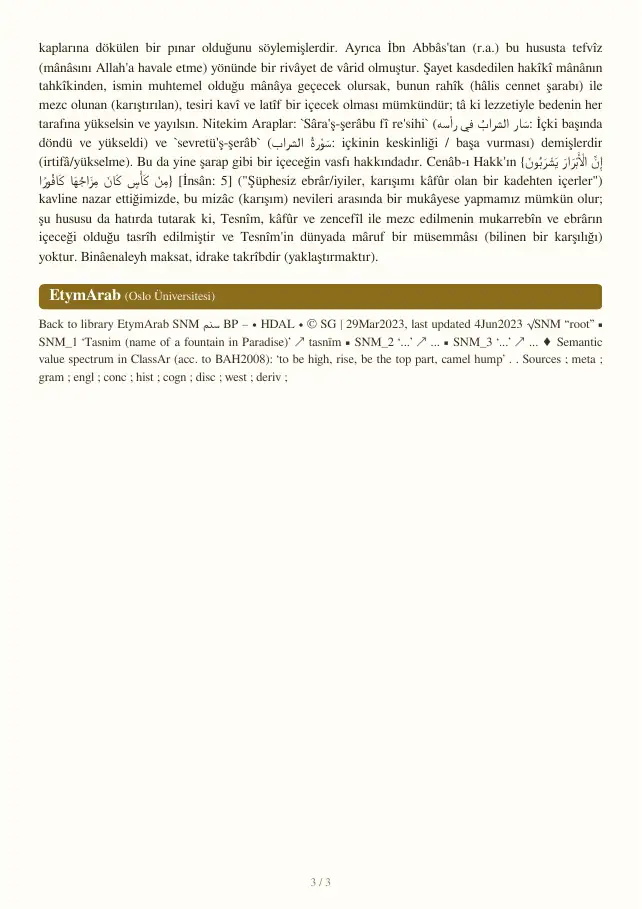 kaplarına dökülen bir pınar olduğunu söylemişlerdir. Ayrıca İbn Abbâs'tan (r.a.) bu hususta tefvîz
(mânâsını Allah'a havale etme) yönünde bir rivâyet de vârid olmuştur. Şayet kasdedilen hakîkî mânânın
tahkîkinden, ismin muhtemel olduğu mânâya geçecek olursak, bunun rahîk (hâlis cennet şarabı) ile
mezc olunan (karıştırılan), tesiri kavî ve latîf bir içecek olması mümkündür; tâ ki lezzetiyle bedenin her
tarafına yükselsin ve yayılsın. Nitekim Araplar: `Sâra'ş-şerâbu fî re'sihi` (سَار الشرابُ في رأسه: İçki başında
döndü ve yükseldi) ve `sevretü'ş-şerâb` (سَوْرةُ الشراب: içkinin keskinliği / başa vurması) demişlerdir
(irtifâ/yükselme). Bu da yine şarap gibi bir içeceğin vasfı hakkındadır. Cenâb-ı Hakk'ın {إِنَّ الْأَبْرَارَ يَشْرَبُونَ
مِنْ كَأْسٍ كَانَ مِزَاجُهَا كَافُورًا} [İnsân: 5] ("Şüphesiz ebrâr/iyiler, karışımı kâfûr olan bir kadehten içerler")
kavline nazar ettiğimizde, bu mizâc (karışım) nevileri arasında bir mukâyese yapmamız mümkün olur;
şu hususu da hatırda tutarak ki, Tesnîm, kâfûr ve zencefîl ile mezc edilmenin mukarrebîn ve ebrârın
içeceği olduğu tasrîh edilmiştir ve Tesnîm'in dünyada mâruf bir müsemmâsı (bilinen bir karşılığı)
yoktur. Binâenaleyh maksat, idrake takrîbdir (yaklaştırmaktır).
EtymArab (Oslo Üniversitesi)
Back to library EtymArab SNM سنم BP – • HDAL • © SG | 29Mar2023, last updated 4Jun2023 √SNM “root” ▪
SNM_1 ‘Tasnim (name of a fountain in Paradise)’ ↗ tasnīm ▪ SNM_2 ‘...’ ↗ ... ▪ SNM_3 ‘...’ ↗ ... ♦ Semantic
value spectrum in ClassAr (acc. to BAH2008): ‘to be high, rise, be the top part, camel hump’ . . Sources ; meta ;
gram ; engl ; conc ; hist ; cogn ; disc ; west ; deriv ;
3 / 3